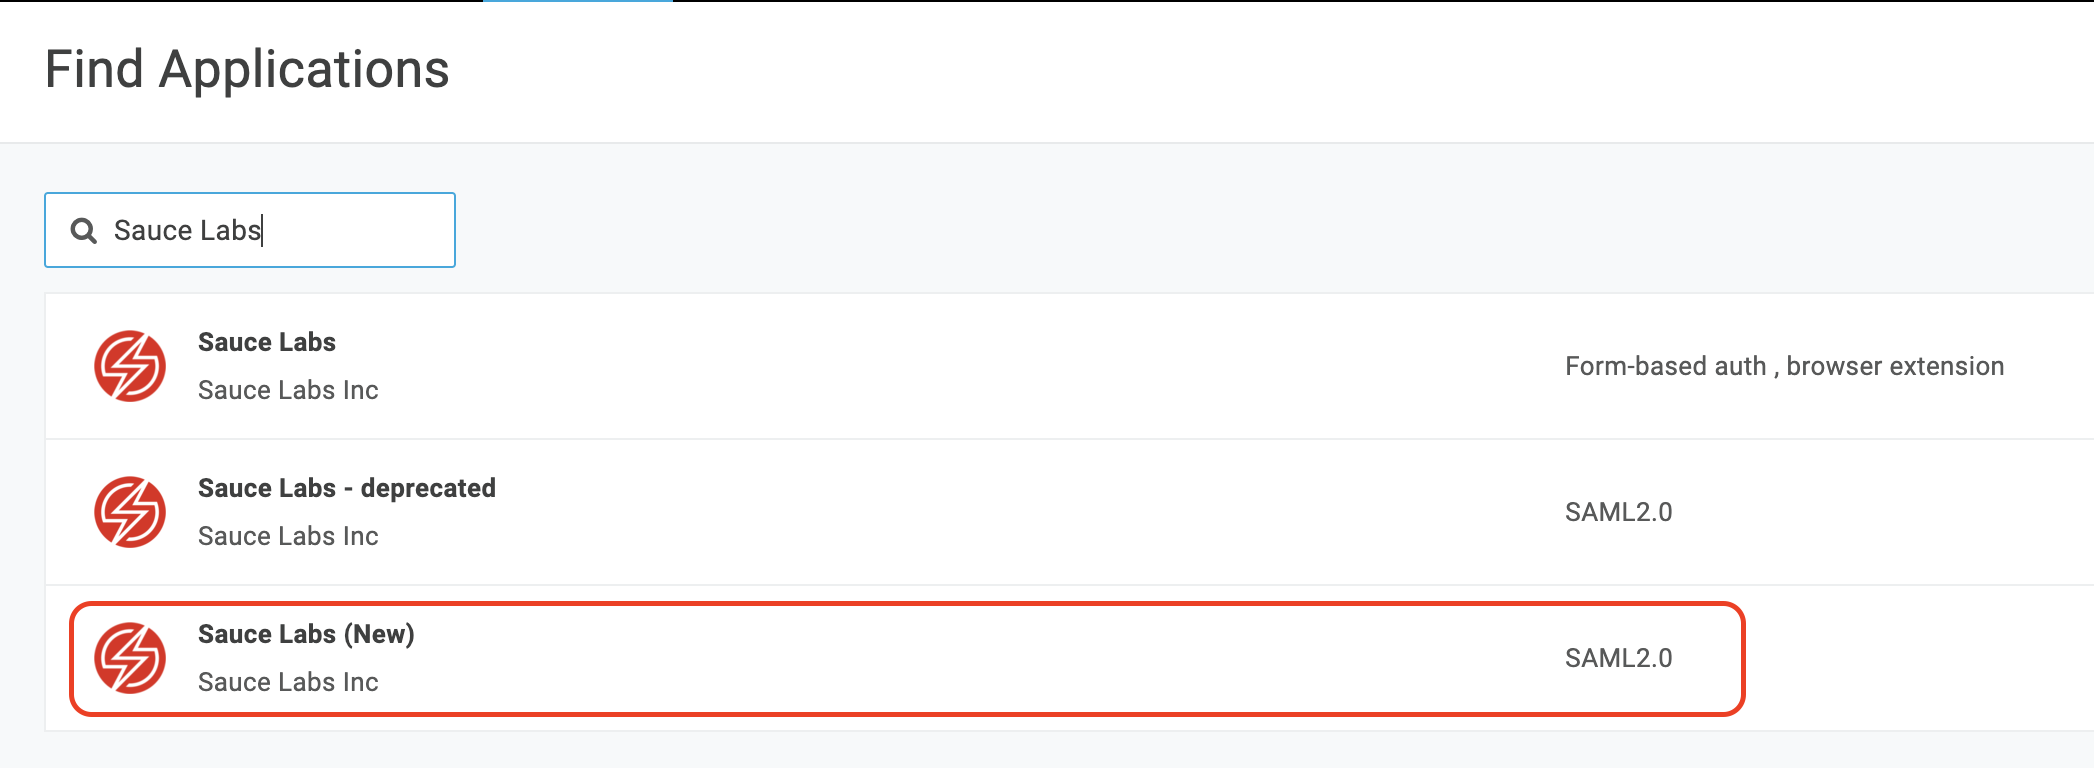 Find Applications
Sauce Labs
Sauce Labs
Sauce Labs Inc
Form-based auth , browser extension
Sauce Labs - deprecated
Sauce Labs Inc
SAML2.0
Sauce Labs (New)
Sauce Labs Inc
SAML2.0